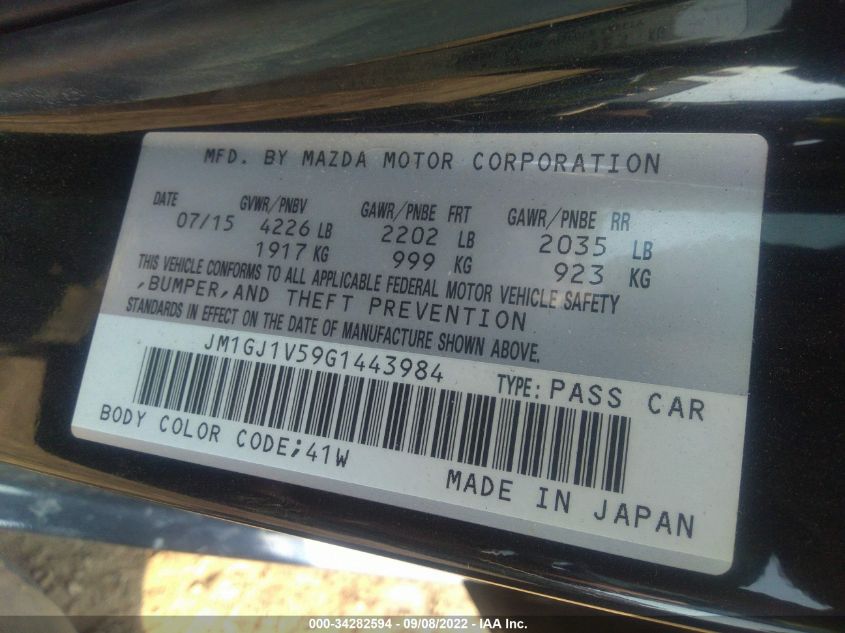 MFD. BY MAZDA MOTOR CORPORATION
DATE GVWR/PNBV GAWR/PNBE FRT GAWR/PNBE RR
07/15 4226 LB 2202 LB 2035 LB
1917 KG 999 KG 923 KG
THIS VEHICLE CONFORMS TO ALL APPLICABLE FEDERAL MOTOR VEHICLE SAFETY
,BUMPER,AND THEFT PREVENTION
STANDARDS IN EFFECT ON THE DATE OF MANUFACTURE SHOWN ABOVE.
JM1GJ1V59G1443984 TYPE: PASS CAR
BODY COLOR CODE;41W
MADE IN JAPAN
000-34282594 - 09/08/2022 - IAA Inc.